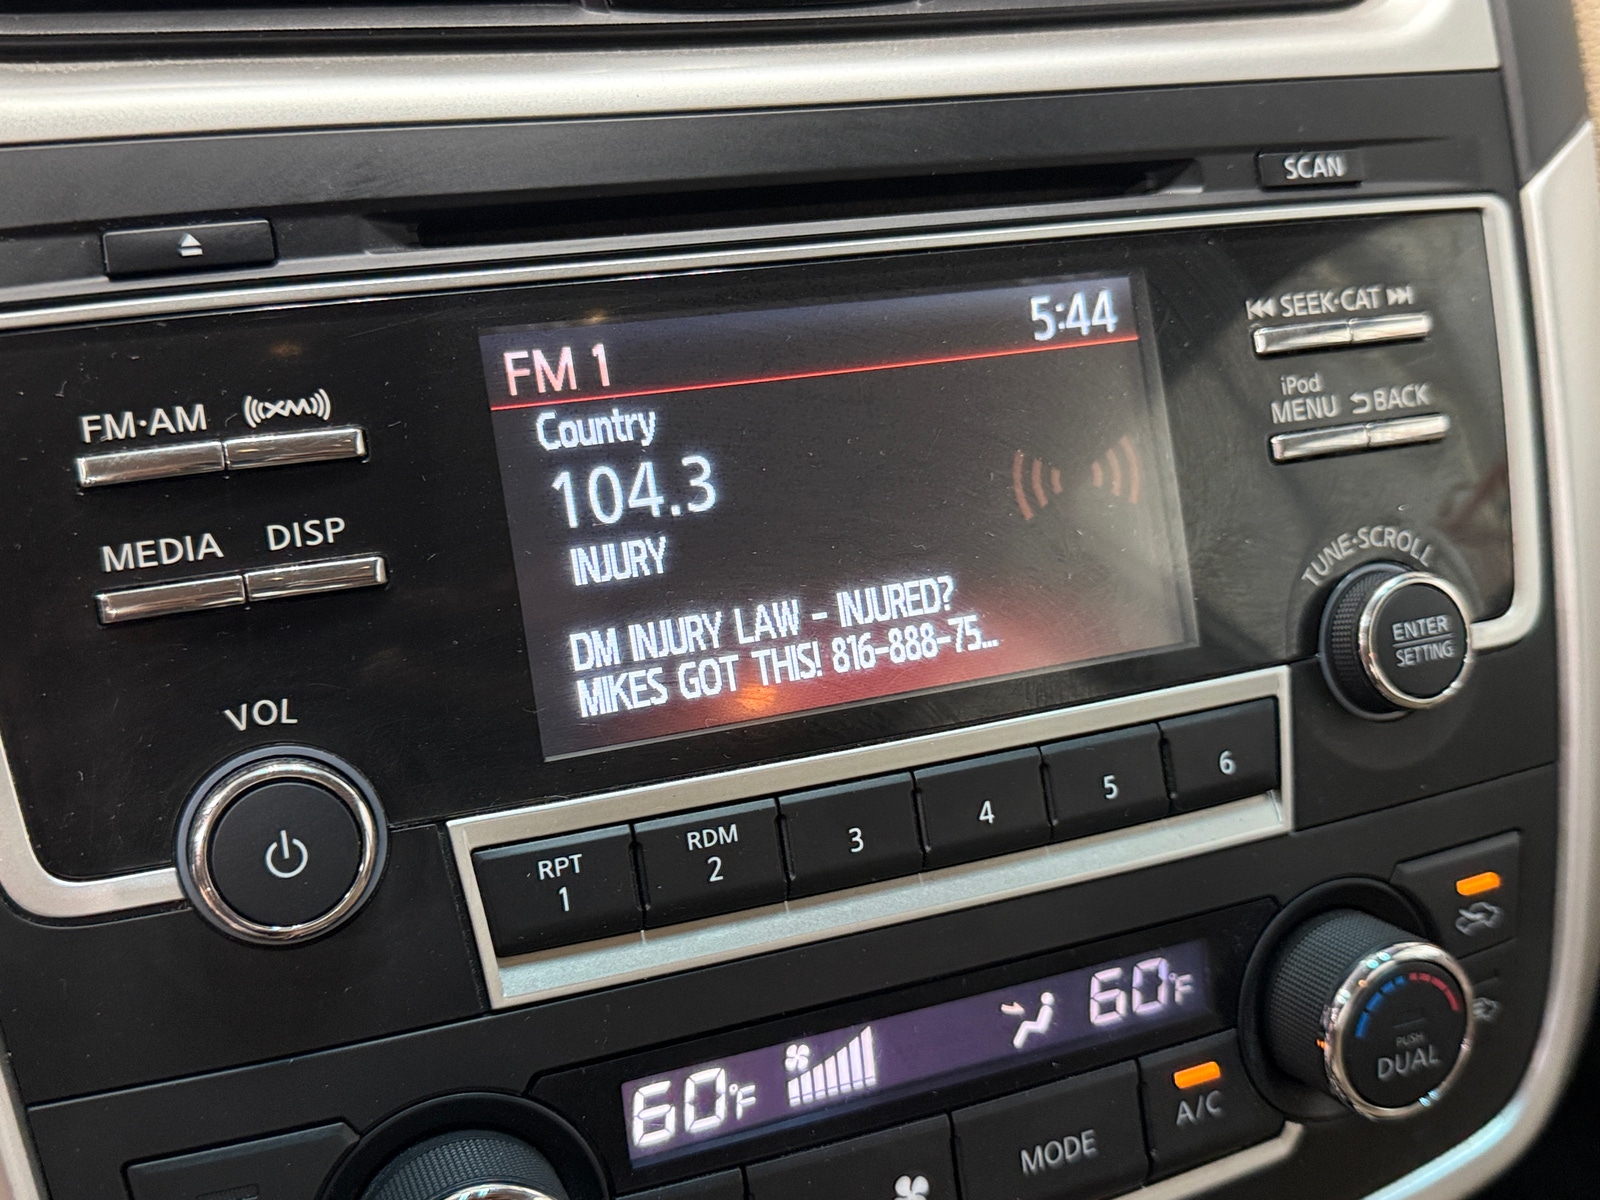 SCAN
FM·AM
XM
MEDIA
DISP
VOL
FM 1
5:44
Country
104.3
INJURY
DM INJURY LAW - INJURED?
MIKES GOT THIS! 816-888-75...
SEEK·CAT
iPod
MENU
BACK
TUNE·SCROLL
ENTER
SETTING
RPT
1
RDM
2
3
4
5
6
60°F
60°F
PUSH
DUAL
MODE
A/C